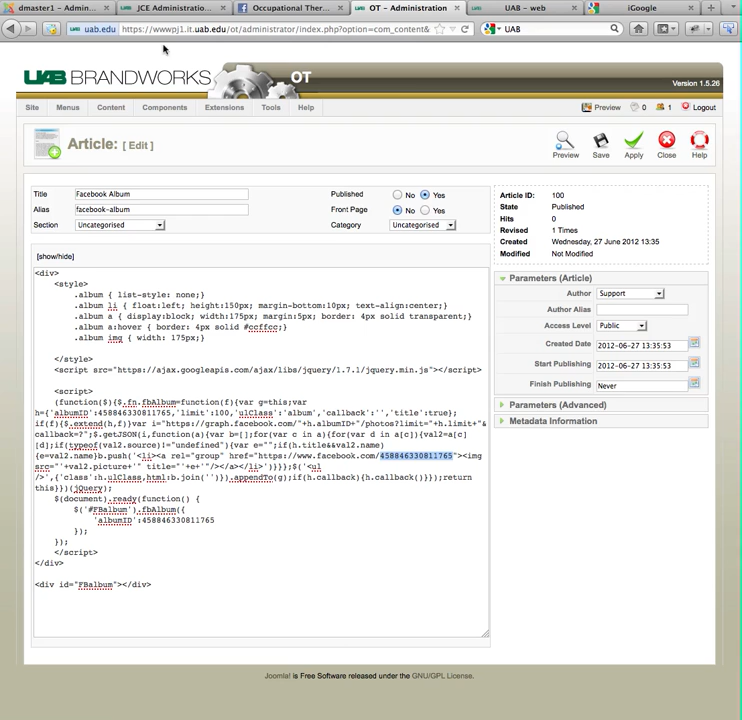 dmaster1 - Admin...
JCE Administratio...
Occupational Ther...
OT - Administration
UAB - web
iGoogle
uab.edu https://wwwpj1.it.uab.edu/ot/administrator/index.php?option=com_content&
UAB
UAB BRANDWORKS OT
Version 1.5.26
Site Menus Content Components Extensions Tools Help Preview 0 1 Logout
Article: [ Edit ]
Preview Save Apply Close Help
Title Facebook Album Published No Yes
Alias facebook-album Front Page No Yes
Section Uncategorised Category Uncategorised
Article ID: 100
State Published
Hits 0
Revised 1 Times
Created Wednesday, 27 June 2012 13:35
Modified Not Modified
[show/hide]
<div>
<style>
.album { list-style: none;}
.album li { float:left; height:150px; margin-bottom:10px; text-align:center;}
.album a { display:block; width:175px; margin:5px; border: 4px solid transparent;}
.album a:hover { border: 4px solid #ccffcc;}
.album img { width: 175px;}
</style>
<script src="https://ajax.googleapis.com/ajax/libs/jquery/1.7.1/jquery.min.js"></script>
<script>
(function($){$.fn.fbAlbum=function(f){var g=this;var
h={'albumID':458846330811765,'limit':100,'ulClass':'album','callback':'','title':true};
if(f){$.extend(h,f)}var i="https://graph.facebook.com/"+h.albumID+"/photos?limit="+h.limit+"&
callback=?";$.getJSON(i,function(a){var b=[];for(var c in a){for(var d in a[c]){val2=a[c]
[d];if(typeof(val2.source)!="undefined"){var e="";if(h.title&&val2.name)
{e=val2.name}b.push('<li><a rel="group" href="https://www.facebook.com/458846330811765"><img
src="'+val2.picture+'" title="'+e+'"/></a></li>')}}};$('<ul
/>',{'class':h.ulClass,html:b.join('')}).appendTo(g);if(h.callback){h.callback()}});return
this}})(jQuery);
$(document).ready(function() {
$('#FBalbum').fbAlbum({
'albumID':458846330811765
});
});
</script>
</div>
<div id="FBalbum"></div>
Parameters (Article)
Author Support
Author Alias
Access Level Public
Created Date 2012-06-27 13:35:53
Start Publishing 2012-06-27 13:35:53
Finish Publishing Never
Parameters (Advanced)
Metadata Information
Joomla! is Free Software released under the GNU/GPL License.